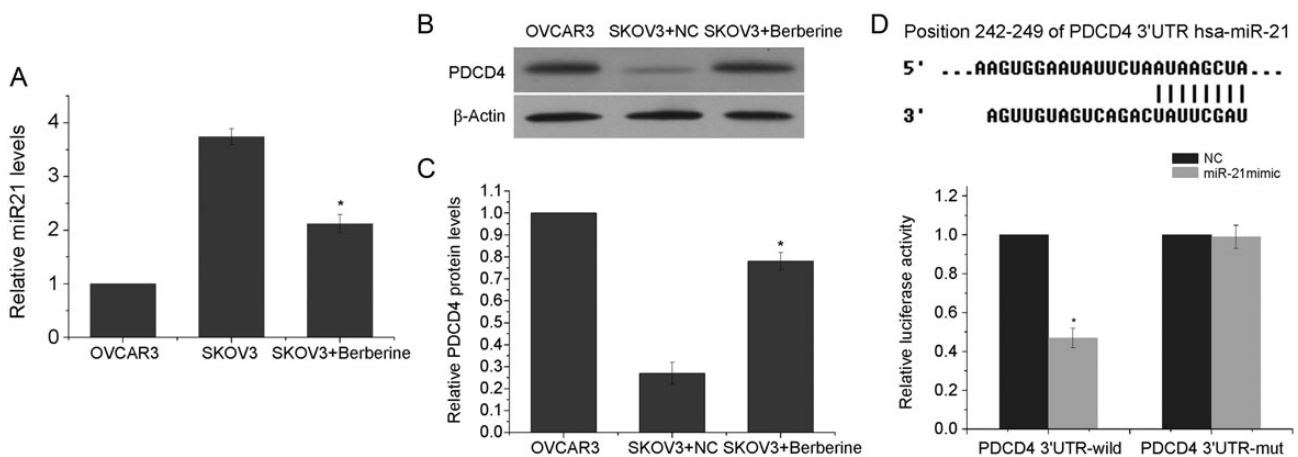 A
Relative miR21 levels
4
3
2
1
0
*
OVCAR3 SKOV3 SKOV3+Berberine
B
OVCAR3 SKOV3+NC SKOV3+Berberine
PDCD4
β-Actin
C
Relative PDCD4 protein levels
1.1
1.0
0.9
0.8
0.7
0.6
0.5
0.4
0.3
0.2
0.1
0.0
*
OVCAR3 SKOV3+NC SKOV3+Berberine
D
Position 242-249 of PDCD4 3'UTR hsa-miR-21
5' ...AAGUGGAAUAUUCUAAUAAGCUA...
3' AGUUGUAGUCAGACUAUUCGAU
NC
miR-21mimic
Relative luciferase activity
1.0
0.8
0.6
0.4
0.2
0.0
*
PDCD4 3'UTR-wild PDCD4 3'UTR-mut